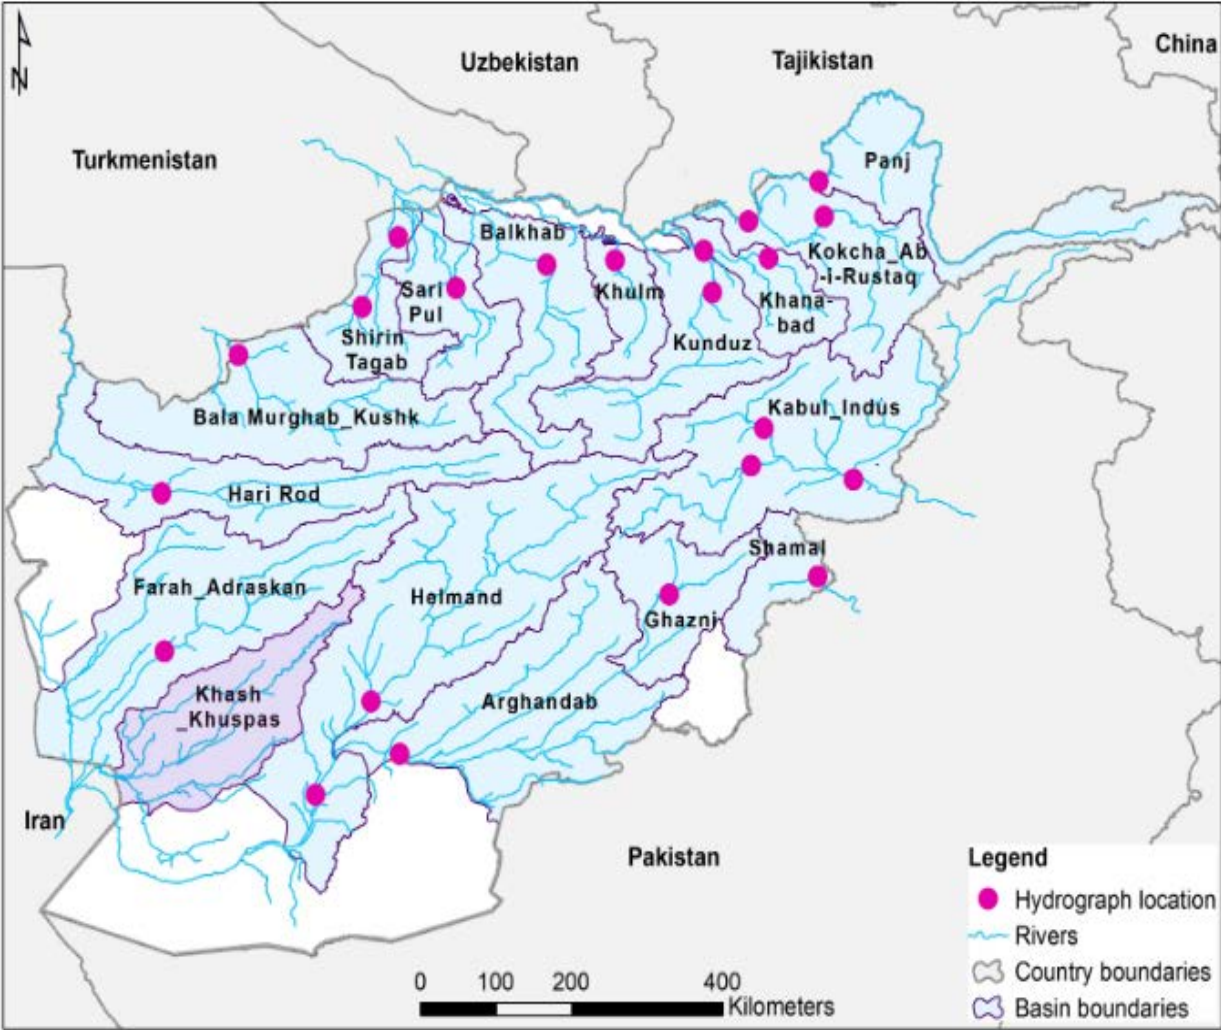 N
Uzbekistan
Tajikistan
China
Turkmenistan
Panj
Balkhab
Kokcha_Ab
-i-Rustaq
Sari
Pul
Khulm
Khana-
bad
Shirin
Tagab
Kunduz
Bala Murghab_Kushk
Kabul_Indus
Hari Rod
Shamal
Farah_Adraskan
Helmand
Ghazni
Khash
_Khuspas
Arghandab
Iran
Pakistan
Legend
Hydrograph location
Rivers
Country boundaries
Basin boundaries
0 100 200 400
Kilometers